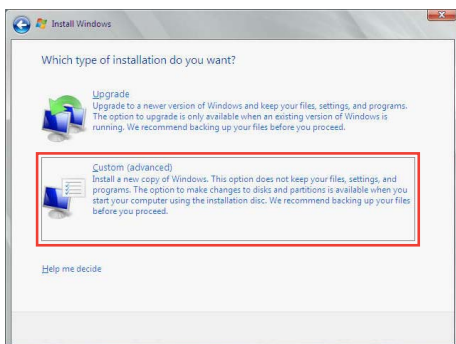 Install Windows
Which type of installation do you want?
Upgrade
Upgrade to a newer version of Windows and keep your files, settings, and programs.
The option to upgrade is only available when an existing version of Windows is
running. We recommend backing up your files before you proceed.
Custom (advanced)
Install a new copy of Windows. This option does not keep your files, settings, and
programs. The option to make changes to disks and partitions is available when you
start your computer using the installation disc. We recommend backing up your files
before you proceed.
Help me decide